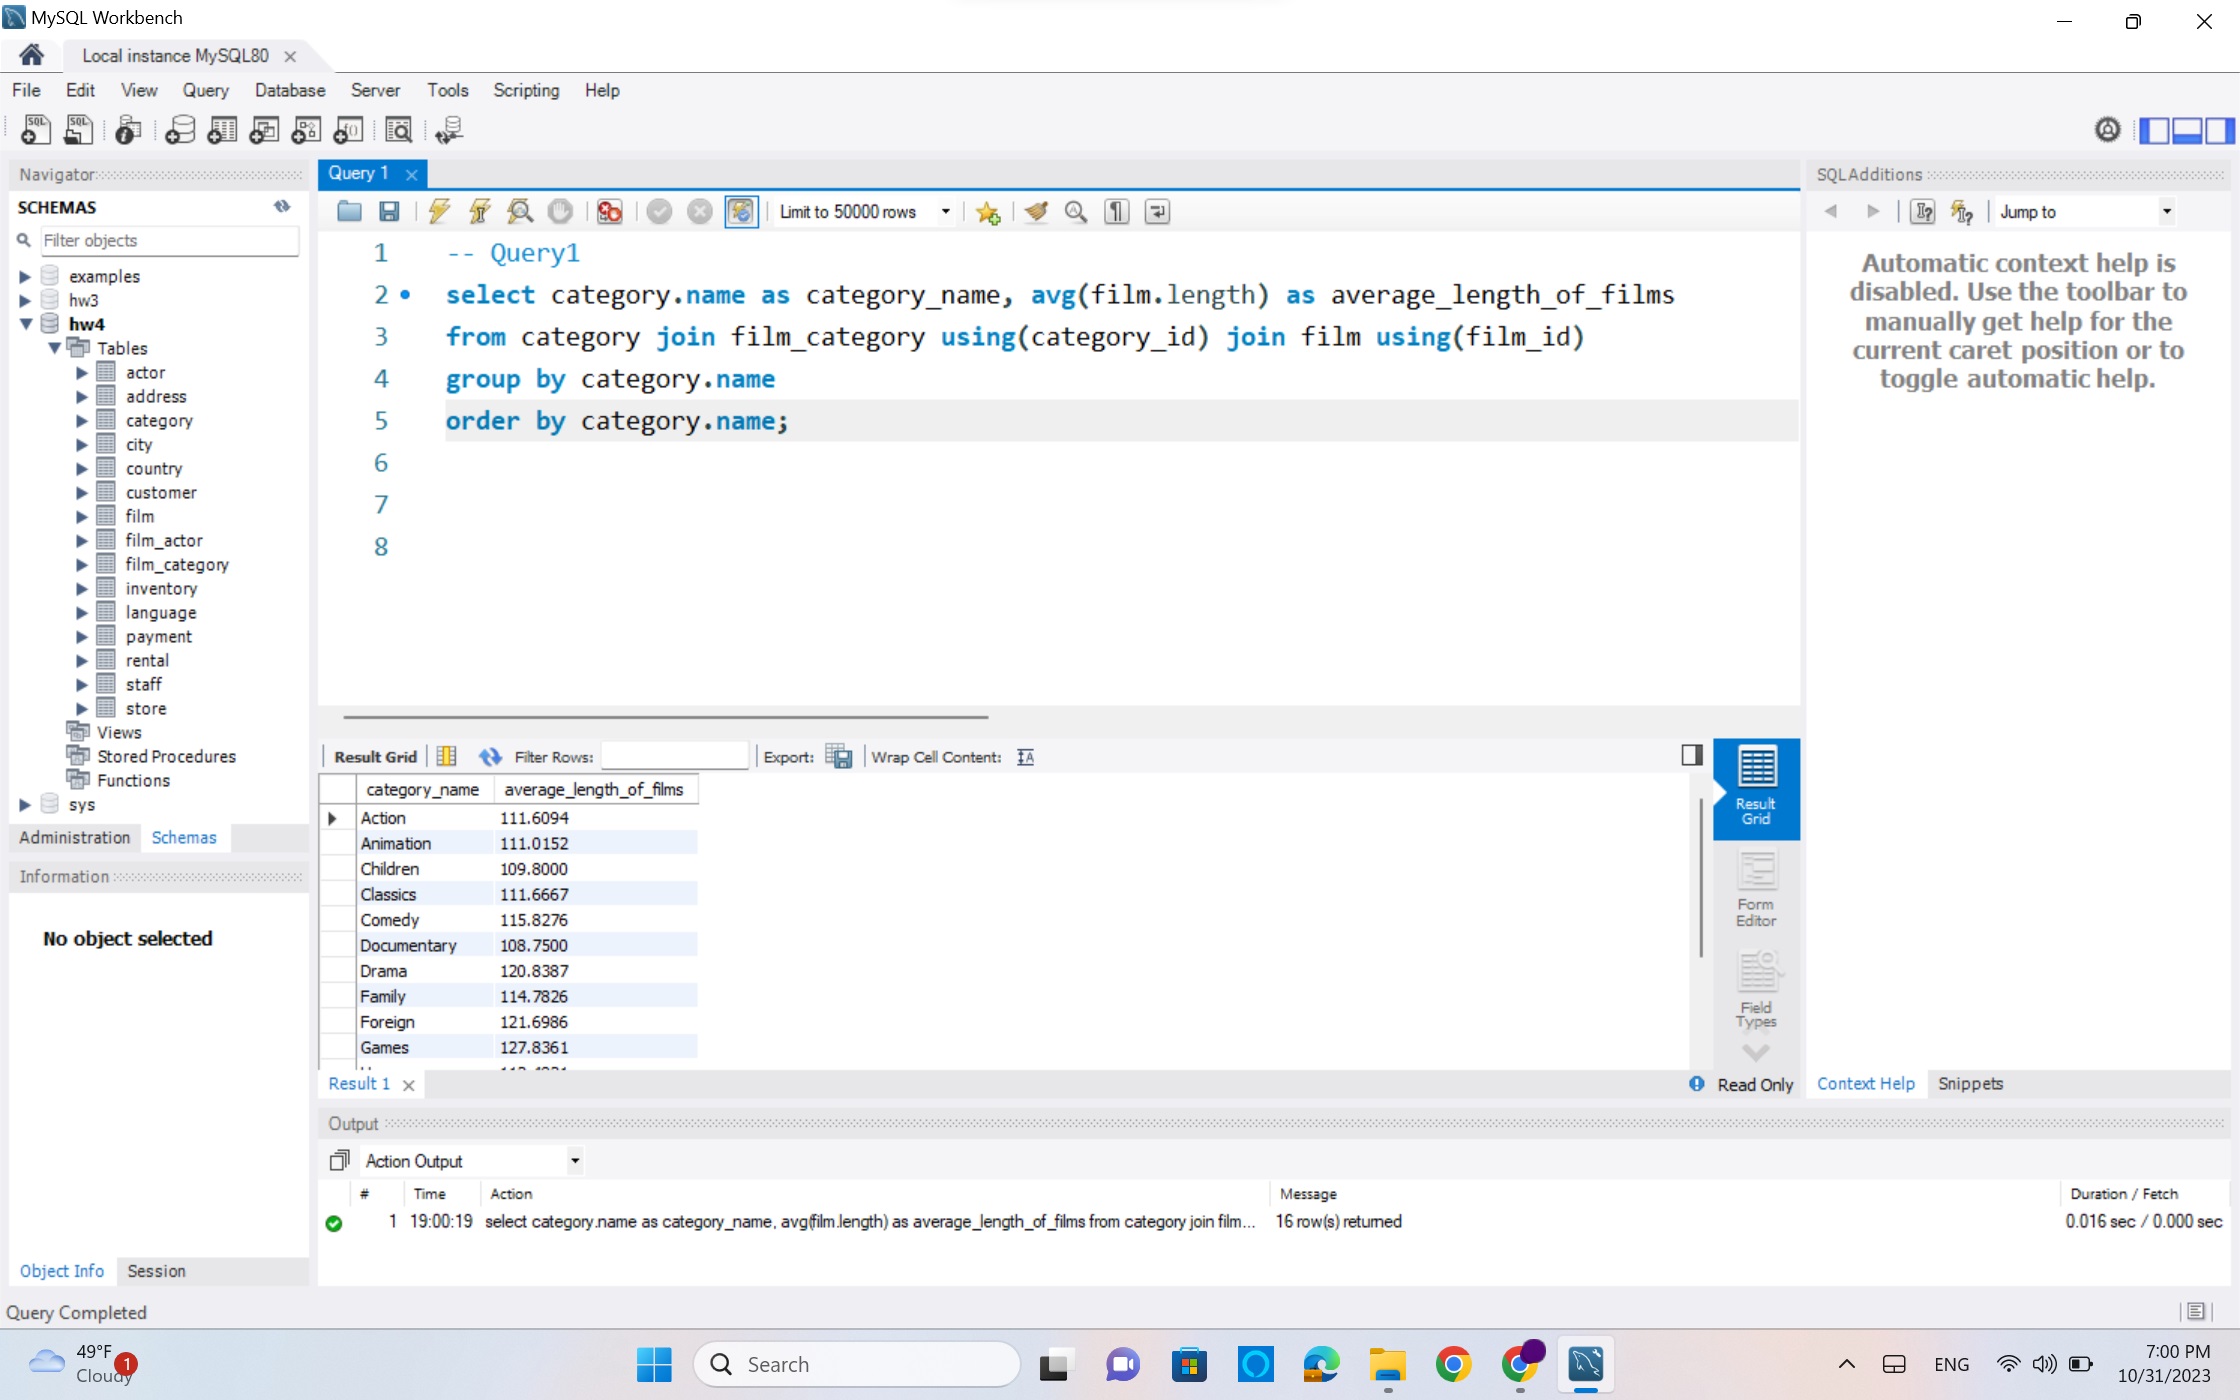 MySQL Workbench
Local instance MySQL80
File Edit View Query Database Server Tools Scripting Help
Navigator
SCHEMAS
Filter objects
examples
hw3
hw4
Tables
actor
address
category
city
country
customer
film
film_actor
film_category
inventory
language
payment
rental
staff
store
Views
Stored Procedures
Functions
sys
Administration Schemas
Information
No object selected
Object Info Session
Query Completed
Query 1
Limit to 50000 rows
1 -- Query1
2 select category.name as category_name, avg(film.length) as average_length_of_films
3 from category join film_category using(category_id) join film using(film_id)
4 group by category.name
5 order by category.name;
6
7
8
Result Grid Filter Rows: Export: Wrap Cell Content:
category_name average_length_of_films
Action 111.6094
Animation 111.0152
Children 109.8000
Classics 111.6667
Comedy 115.8276
Documentary 108.7500
Drama 120.8387
Family 114.7826
Foreign 121.6986
Games 127.8361
Result
Grid
Form
Editor
Field
Types
Result 1
Read Only
SQLAdditions
Jump to
Automatic context help is
disabled. Use the toolbar to
manually get help for the
current caret position or to
toggle automatic help.
Context Help Snippets
Output
Action Output
# Time Action Message Duration / Fetch
1 19:00:19 select category.name as category_name, avg(film.length) as average_length_of_films from category join film... 16 row(s) returned 0.016 sec / 0.000 sec
49°F
Cloudy
1
Search
ENG
7:00 PM
10/31/2023